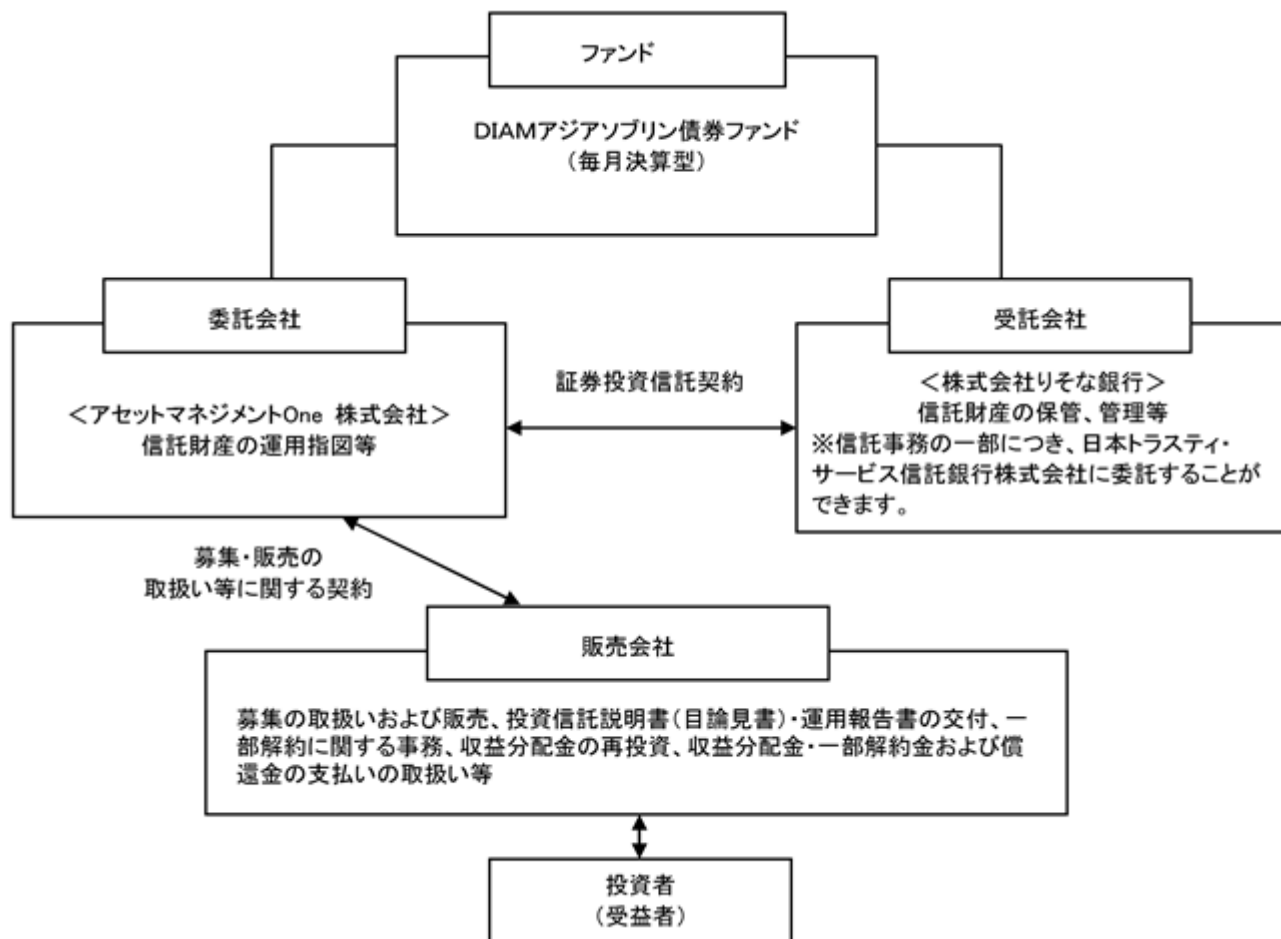 ファンド
DIAMアジアソブリン債券ファンド
(毎月決算型)
委託会社
<アセットマネジメントOne 株式会社>
信託財産の運用指図等
証券投資信託契約
受託会社
<株式会社りそな銀行>
信託財産の保管、管理等
※信託事務の一部につき、日本トラスティ・
サービス信託銀行株式会社に委託することが
できます。
募集・販売の
取扱い等に関する契約
販売会社
募集の取扱いおよび販売、投資信託説明書(目論見書)・運用報告書の交付、一
部解約に関する事務、収益分配金の再投資、収益分配金・一部解約金および償
還金の支払いの取扱い等
投資者
(受益者)